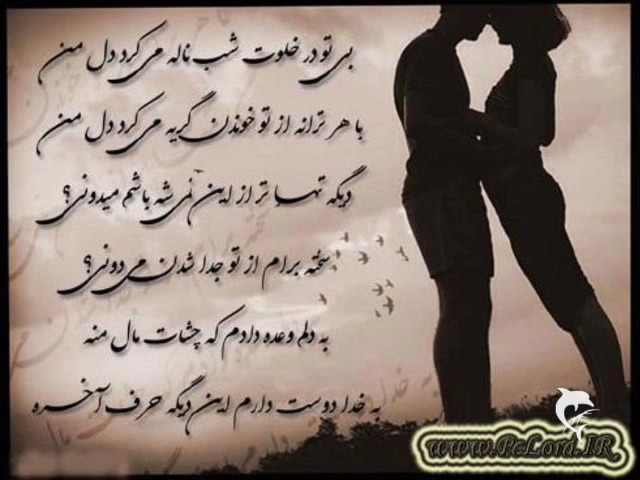 بی تو در خلوت شب ناله می کرد دل من
با هر ترانه از تو خوندن گریه می کرد دل من
دیگه تنها تر از این نمی شه باشم میدونی؟
سخته برام از تو جدا شدن می دونی؟
به دلم وعده دادم که چشات مال منه
به خدا دوست دارم این دیگه حرف آخره
www.PcLord.IR